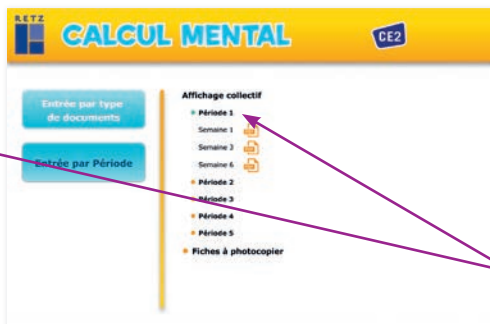 RETZ
CALCUL MENTAL
CE2
Entrée par type
de documents
Entrée par Période
Affichage collectif
Période 1
Semaine 1
Semaine 3
Semaine 6
Période 2
Période 3
Période 4
Période 5
Fiches à photocopier